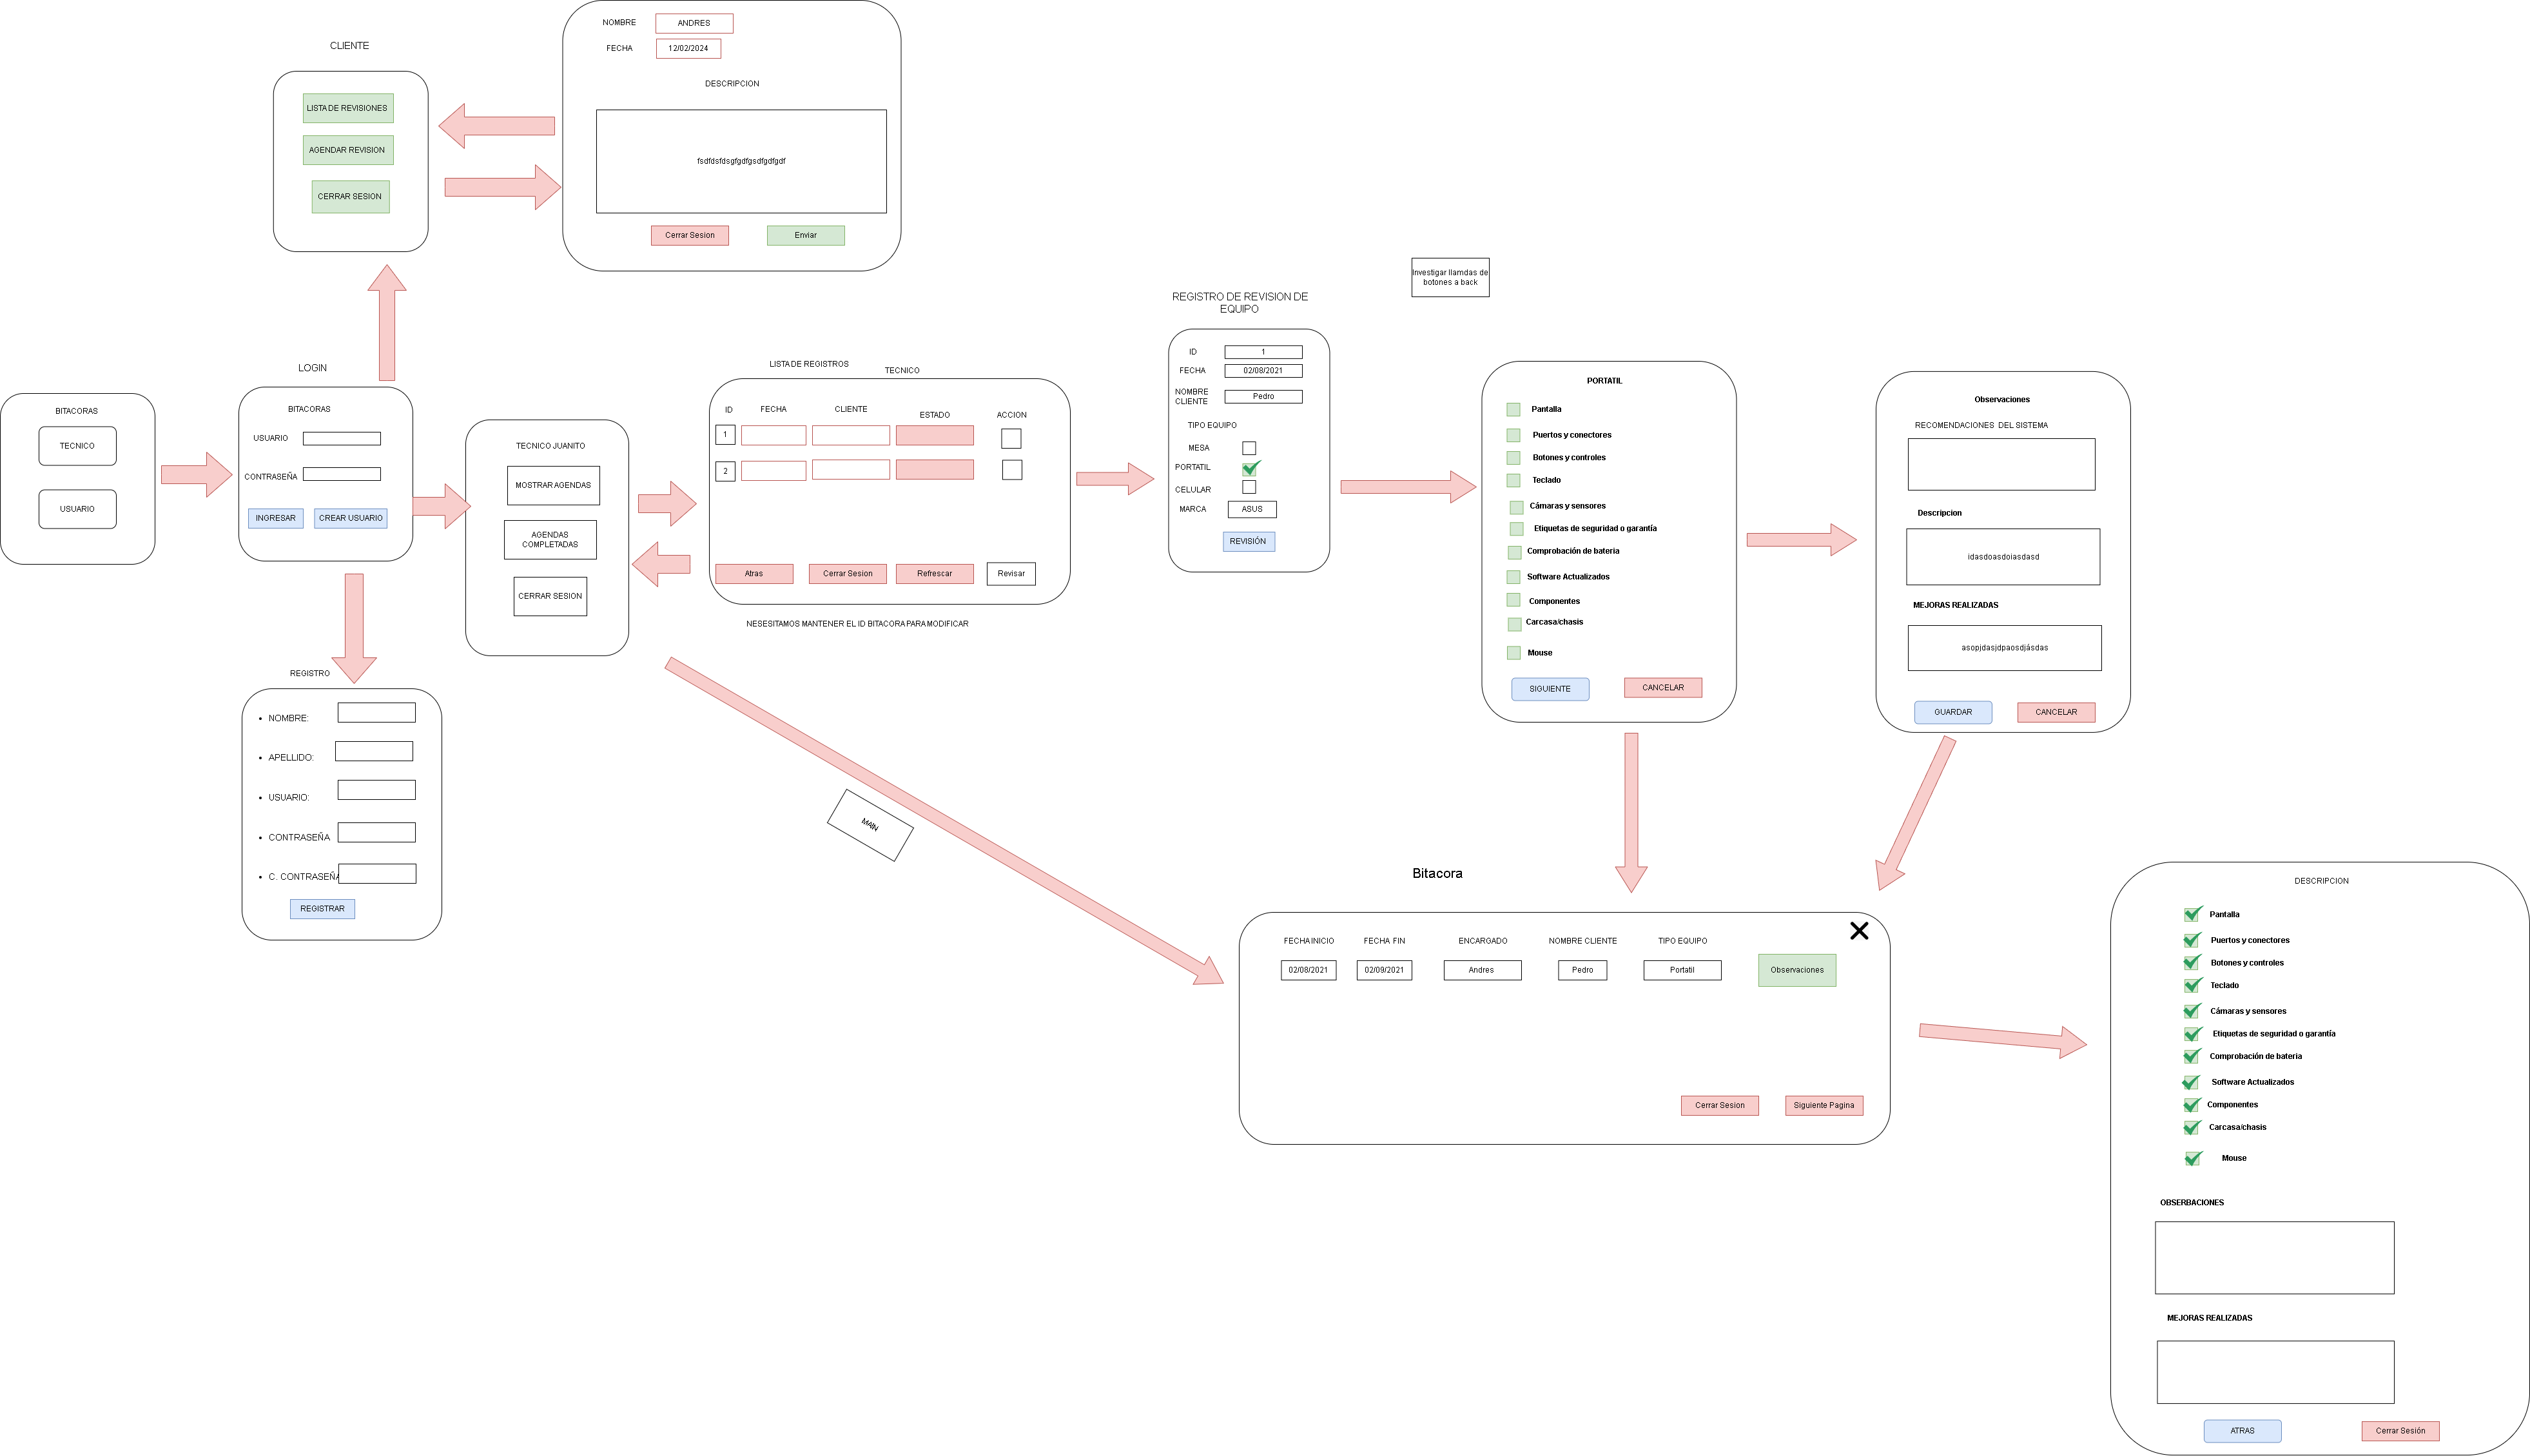 CLIENTE
LISTA DE REVISIONES
AGENDAR REVISION
CERRAR SESION
NOMBRE
ANDRES
FECHA
12/02/2024
DESCRIPCION
fsdfdsfdsgfgdfgsdfgdfgdf
Cerrar Sesion
Enviar
Investigar llamdas de
botones a back
BITACORAS
TECNICO
USUARIO
LOGIN
BITACORAS
USUARIO
CONTRASEÑA
INGRESAR
CREAR USUARIO
REGISTRO
NOMBRE:
APELLIDO:
USUARIO:
CONTRASEÑA
C. CONTRASEÑA
REGISTRAR
TECNICO JUANITO
MOSTRAR AGENDAS
AGENDAS
COMPLETADAS
CERRAR SESION
LISTA DE REGISTROS
TECNICO
ID
FECHA
CLIENTE
ESTADO
ACCION
1
2
Atras
Cerrar Sesion
Refrescar
Revisar
NESESITAMOS MANTENER EL ID BITACORA PARA MODIFICAR
MAIN
REGISTRO DE REVISION DE
EQUIPO
ID
1
FECHA
02/08/2021
NOMBRE
CLIENTE
Pedro
TIPO EQUIPO
MESA
PORTATIL
CELULAR
MARCA
ASUS
REVISIÓN
PORTATIL
Pantalla
Puertos y conectores
Botones y controles
Teclado
Cámaras y sensores
Etiquetas de seguridad o garantía
Comprobación de bateria
Software Actualizados
Componentes
Carcasa/chasis
Mouse
SIGUIENTE
CANCELAR
Observaciones
RECOMENDACIONES DEL SISTEMA
Descripcion
idasdoasdoiasdasd
MEJORAS REALIZADAS
asopjdasjdpaosdjásdas
GUARDAR
CANCELAR
Bitacora
FECHA INICIO
FECHA FIN
ENCARGADO
NOMBRE CLIENTE
TIPO EQUIPO
02/08/2021
02/09/2021
Andres
Pedro
Portatil
Observaciones
Cerrar Sesion
Siguiente Pagina
DESCRIPCION
Pantalla
Puertos y conectores
Botones y controles
Teclado
Cámaras y sensores
Etiquetas de seguridad o garantía
Comprobación de bateria
Software Actualizados
Componentes
Carcasa/chasis
Mouse
OBSERBACIONES
MEJORAS REALIZADAS
ATRAS
Cerrar Sesión